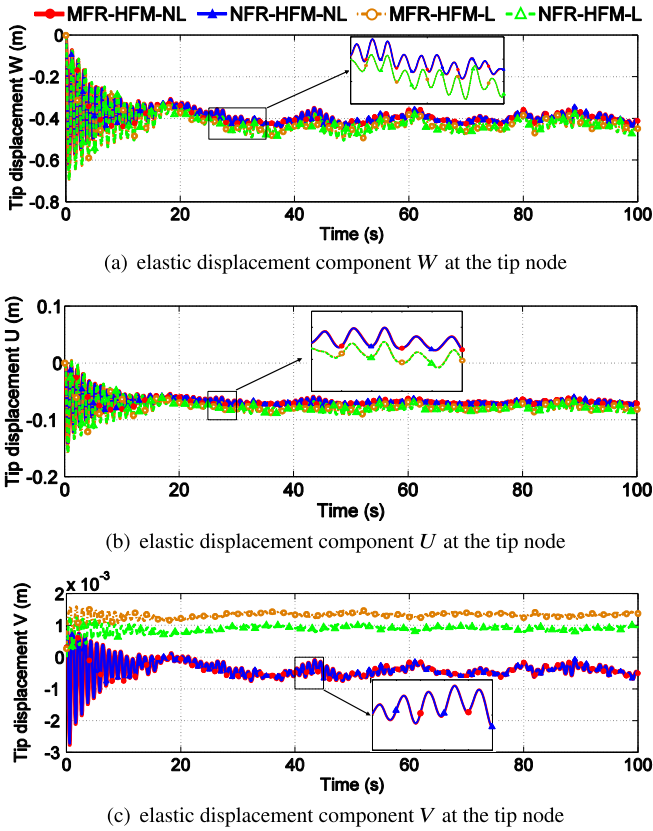 MFR-HFM-NL NFR-HFM-NL MFR-HFM-L NFR-HFM-L
Tip displacement W (m)
0
-0.2
-0.4
-0.6
-0.8
0 20 40 60 80 100
Time (s)
(a) elastic displacement component W at the tip node
Tip displacement U (m)
0.1
0
-0.1
-0.2
0 20 40 60 80 100
Time (s)
(b) elastic displacement component U at the tip node
Tip displacement V (m)
x 10^-3
2
1
0
-1
-2
-3
0 20 40 60 80 100
Time (s)
(c) elastic displacement component V at the tip node